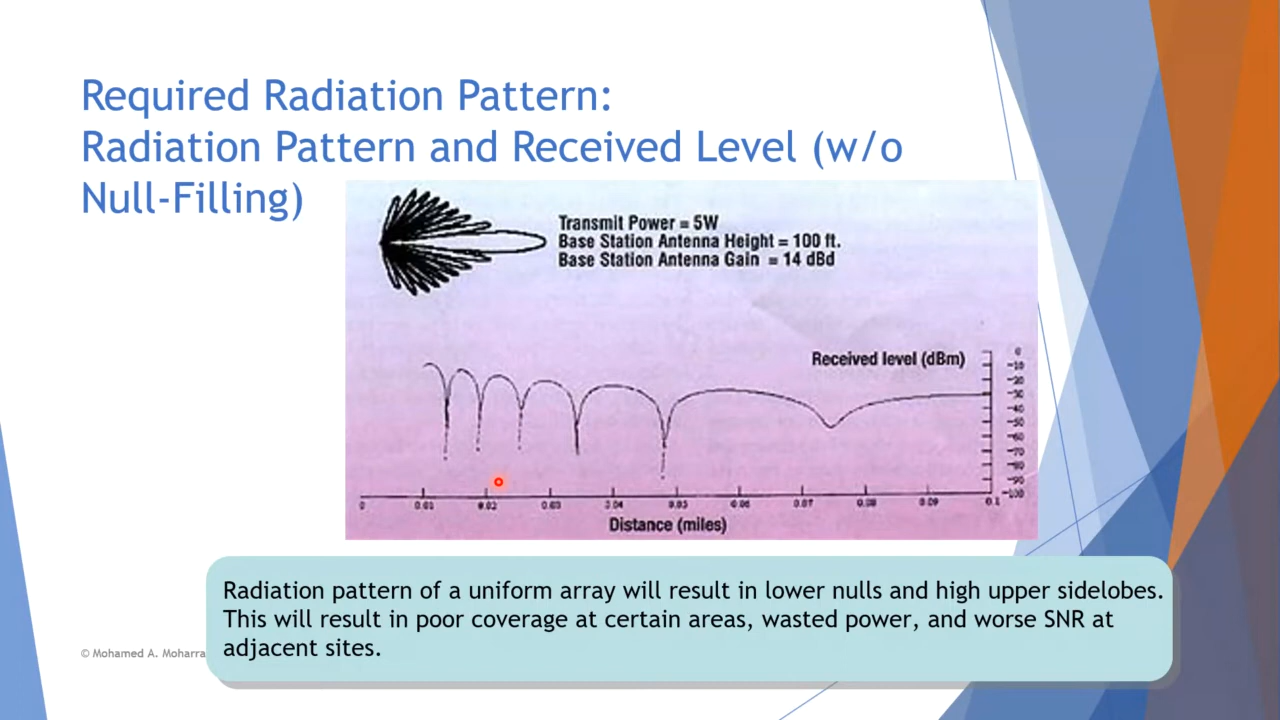 Required Radiation Pattern:
Radiation Pattern and Received Level (w/o
Null-Filling)
Transmit Power = 5W
Base Station Antenna Height = 100 ft.
Base Station Antenna Gain = 14 dBd
Received level (dBm)
0
-10
-20
-30
-40
-50
-60
-70
-80
-90
-100
0 0.01 0.02 0.03 0.04 0.05 0.06 0.07 0.08 0.09 0.1
Distance (miles)
Radiation pattern of a uniform array will result in lower nulls and high upper sidelobes.
This will result in poor coverage at certain areas, wasted power, and worse SNR at
adjacent sites.
© Mohamed A. Moharra